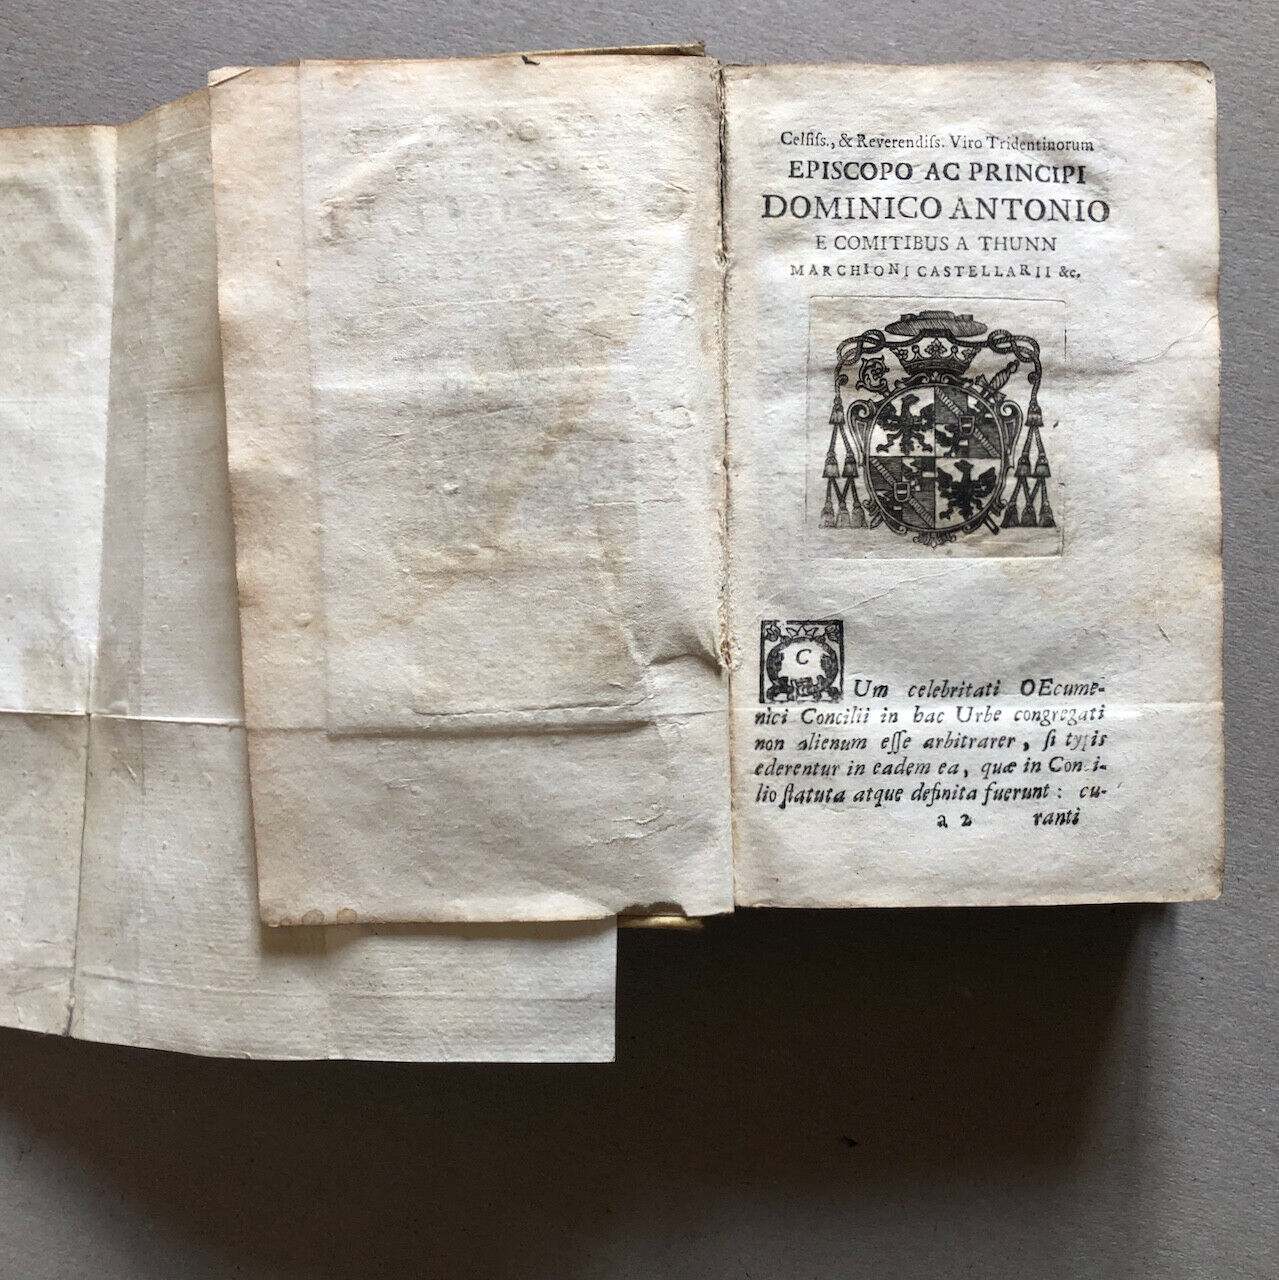 Celſiſs., & Reverendiſs. Viro Tridentinorum
EPISCOPO AC PRINCIPI
DOMINICO ANTONIO
E COMITIBUS A THUNN
MARCHIONI CASTELLARII &c.
C
Um celebritati OEcume-
nici Concilii in hac Urbe congregati
non alienum eſſe arbitrarer, ſi typis
ederentur in eadem ea, quæ in Conci-
lio ſtatuta atque definita fuerunt: cu-
a 2 ranti